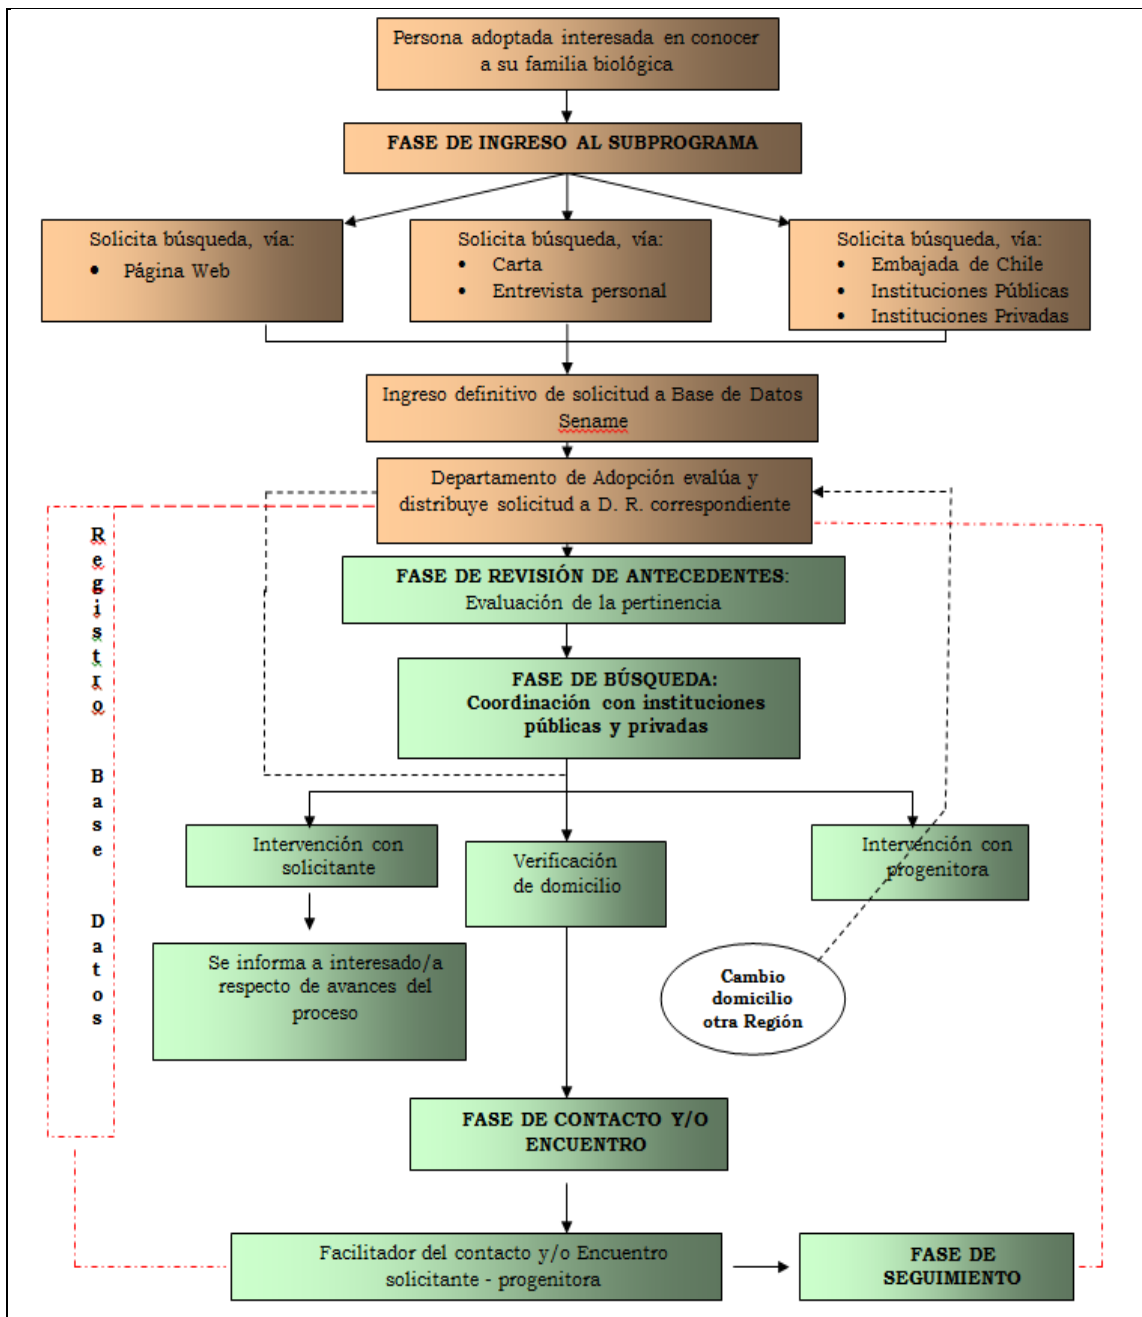 Persona adoptada interesada en conocer
a su familia biológica
FASE DE INGRESO AL SUBPROGRAMA
Solicita búsqueda, vía:
• Página Web
Solicita búsqueda, vía:
• Carta
• Entrevista personal
Solicita búsqueda, vía:
• Embajada de Chile
• Instituciones Públicas
• Instituciones Privadas
Ingreso definitivo de solicitud a Base de Datos
Sename
Departamento de Adopción evalúa y
distribuye solicitud a D. R. correspondiente
Registro
Base
Datos
FASE DE REVISIÓN DE ANTECEDENTES:
Evaluación de la pertinencia
FASE DE BÚSQUEDA:
Coordinación con instituciones
públicas y privadas
Intervención con
solicitante
Verificación
de domicilio
Intervención con
progenitora
Se informa a interesado/a
respecto de avances del
proceso
Cambio
domicilio
otra Región
FASE DE CONTACTO Y/O
ENCUENTRO
Facilitador del contacto y/o Encuentro
solicitante - progenitora
FASE DE
SEGUIMIENTO